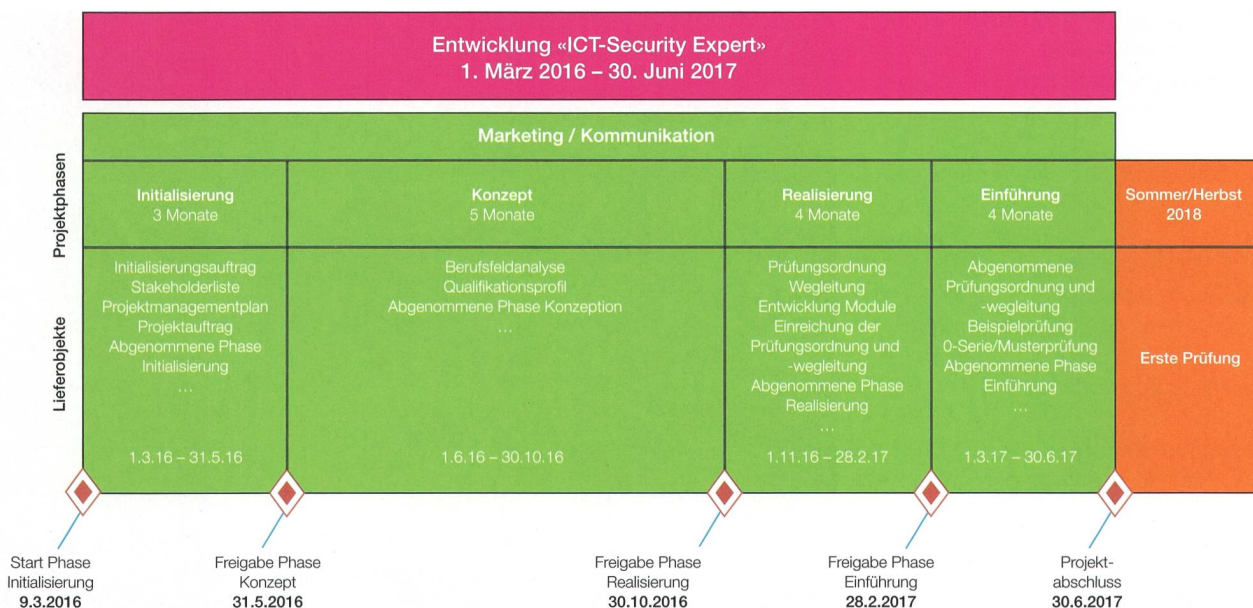 Entwicklung «ICT-Security Expert»
1. März 2016 – 30. Juni 2017
Marketing / Kommunikation
Projektphasen
Initialisierung
3 Monate
Konzept
5 Monate
Realisierung
4 Monate
Einführung
4 Monate
Sommer/Herbst
2018
Lieferobjekte
Initialisierungsauftrag
Stakeholderliste
Projektmanagementplan
Projektauftrag
Abgenommene Phase
Initialisierung
…
1.3.16 – 31.5.16
Berufsfeldanalyse
Qualifikationsprofil
Abgenommene Phase Konzeption
…
1.6.16 – 30.10.16
Prüfungsordnung
Wegleitung
Entwicklung Module
Einreichung der
Prüfungsordnung und
-wegleitung
Abgenommene Phase
Realisierung
…
1.11.16 – 28.2.17
Abgenommene
Prüfungsordnung und
-wegleitung
Beispielprüfung
0-Serie/Musterprüfung
Abgenommene Phase
Einführung
…
1.3.17 – 30.6.17
Erste Prüfung
Start Phase
Initialisierung
9.3.2016
Freigabe Phase
Konzept
31.5.2016
Freigabe Phase
Realisierung
30.10.2016
Freigabe Phase
Einführung
28.2.2017
Projekt-
abschluss
30.6.2017